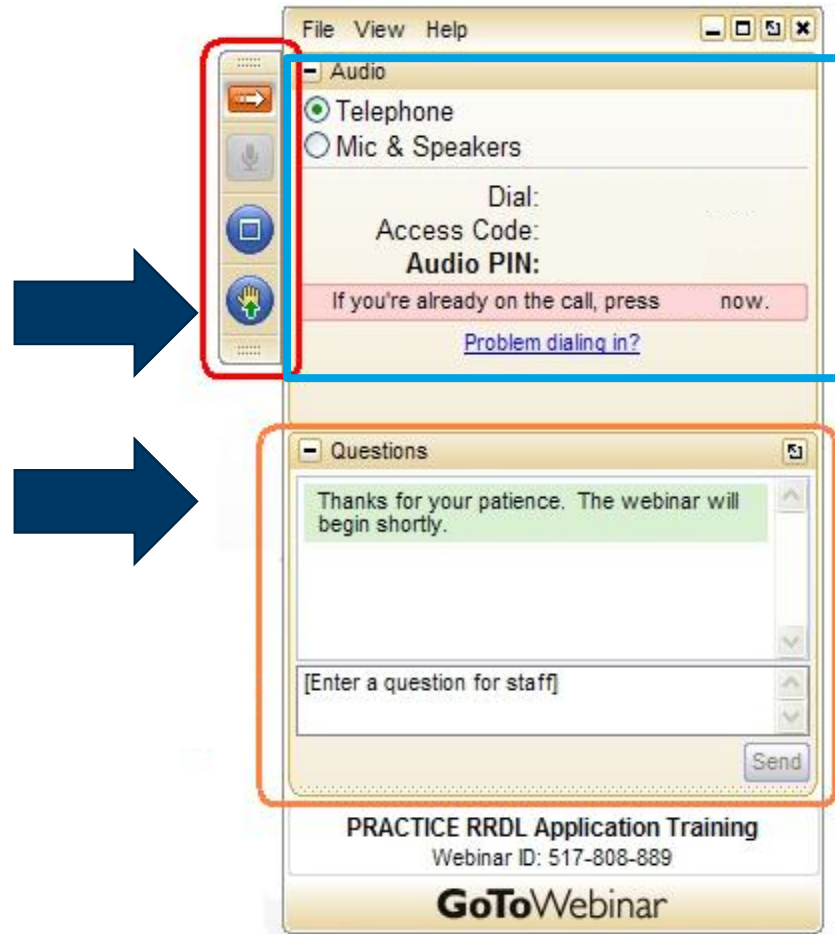 File View Help
Audio
Telephone
Mic & Speakers
Dial:
Access Code:
Audio PIN:
If you're already on the call, press now.
Problem dialing in?
Questions
Thanks for your patience. The webinar will
begin shortly.
[Enter a question for staff]
Send
PRACTICE RRDL Application Training
Webinar ID: 517-808-889
GoToWebinar